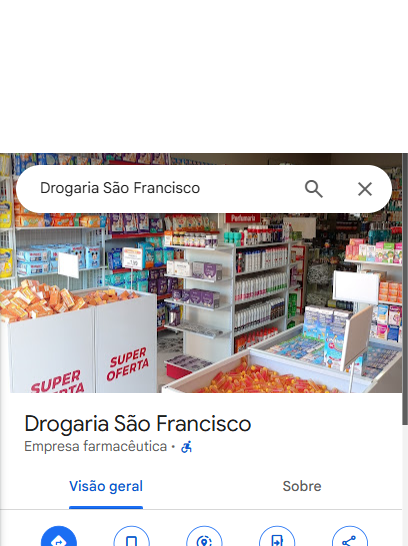 Drogaria São Francisco
Perfumaria
SUPER
OFERTA
SUPER
OFERTA
Drogaria São Francisco
Empresa farmacêutica ·
Visão geral
Sobre